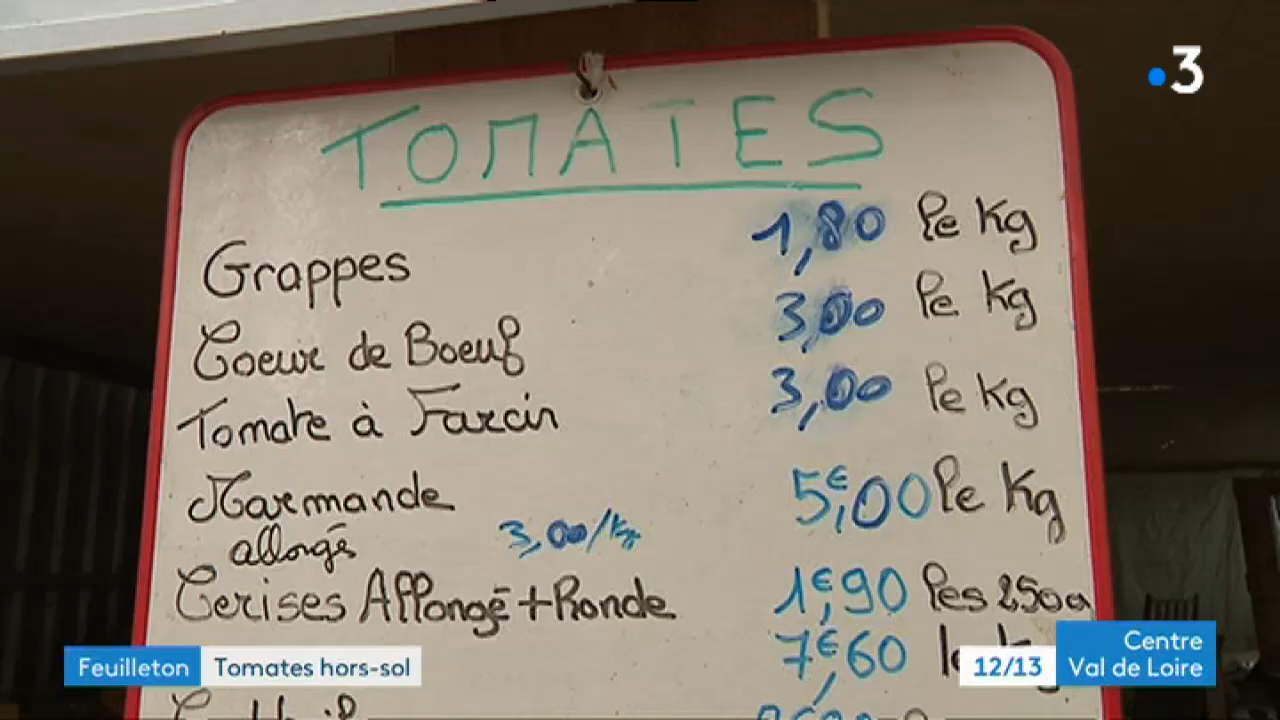 3
TOMATES
Grappes 1,80 le Kg
Coeur de Boeuf 3,00 le Kg
Tomate à Farcir 3,00 le Kg
Marmande 5€,00 le Kg
allongés 3,00/kg
Cerises Allongé + Ronde 1€,90 les 250g
7€,60
Feuilleton Tomates hors-sol
12/13 Centre
Val de Loire